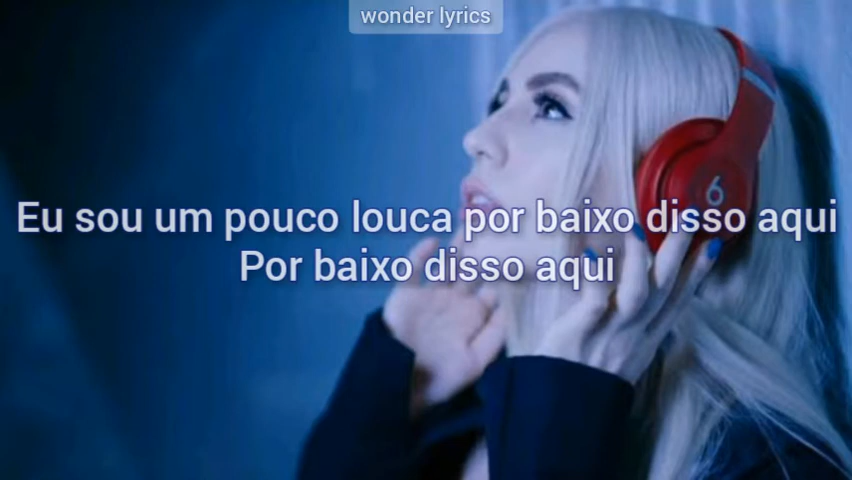 wonder lyrics
Eu sou um pouco louca por baixo disso aqui
Por baixo disso aqui